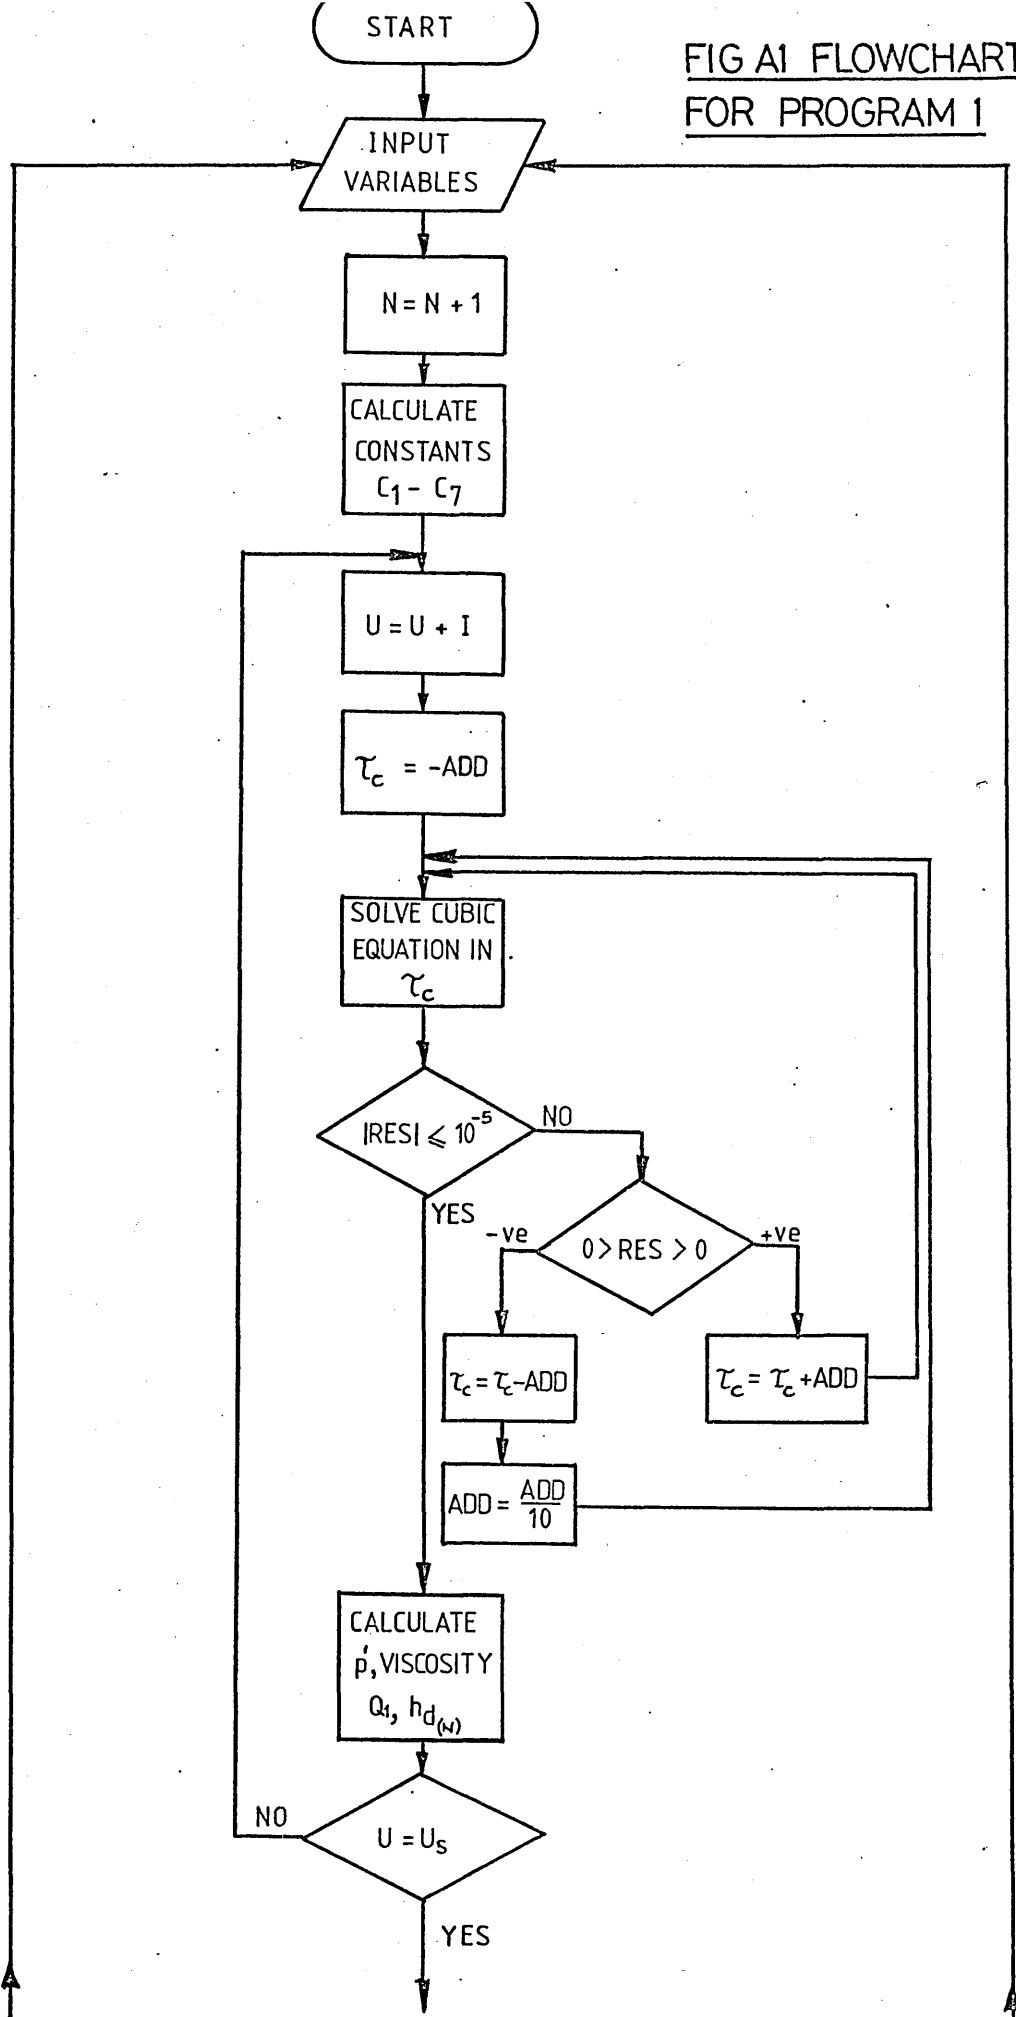 START
FIG A1 FLOWCHART
FOR PROGRAM 1
INPUT
VARIABLES
N = N + 1
CALCULATE
CONSTANTS
C₁ - C₇
U = U + I
τc = -ADD
SOLVE CUBIC
EQUATION IN
τc
|RES| ⩽ 10⁻⁵
NO
YES
-ve
0 > RES > 0
+ve
τc = τc-ADD
τc = τc+ADD
ADD = ADD/10
CALCULATE
p', VISCOSITY
Q₁, hd(N)
NO
U = Us
YES